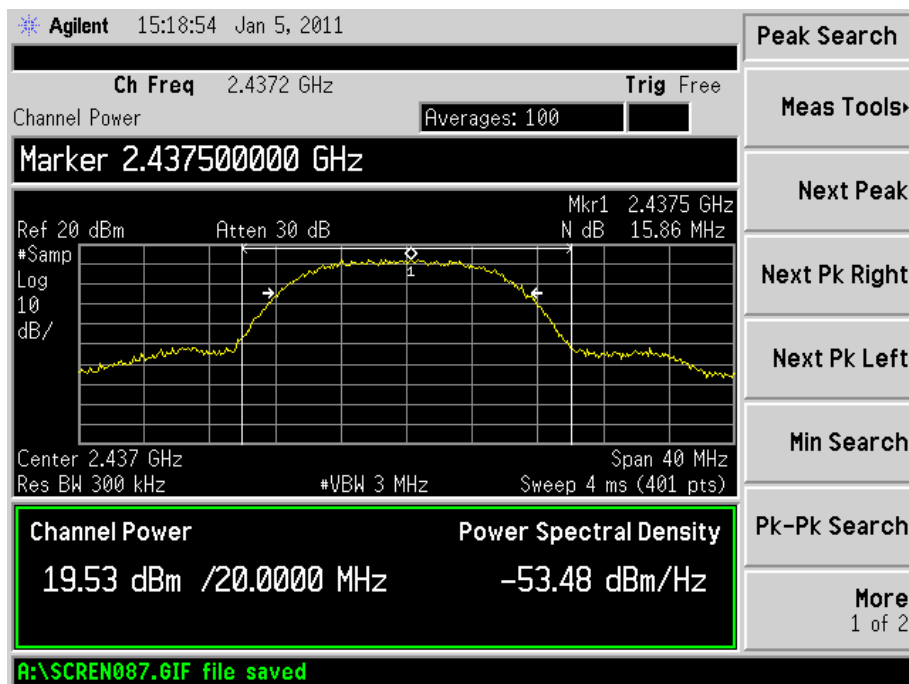 Agilent 15:18:54 Jan 5, 2011
Peak Search
Ch Freq 2.4372 GHz Trig Free
Channel Power Averages: 100
Meas Tools
Marker 2.437500000 GHz
Mkr1 2.4375 GHz
Ref 20 dBm Atten 30 dB N dB 15.86 MHz
Next Peak
#Samp
Log
10
dB/
1
Next Pk Right
Next Pk Left
Center 2.437 GHz Span 40 MHz
Res BW 300 kHz #VBW 3 MHz Sweep 4 ms (401 pts)
Min Search
Channel Power Power Spectral Density
19.53 dBm /20.0000 MHz -53.48 dBm/Hz
Pk-Pk Search
More
1 of 2
A:\SCREN087.GIF file saved